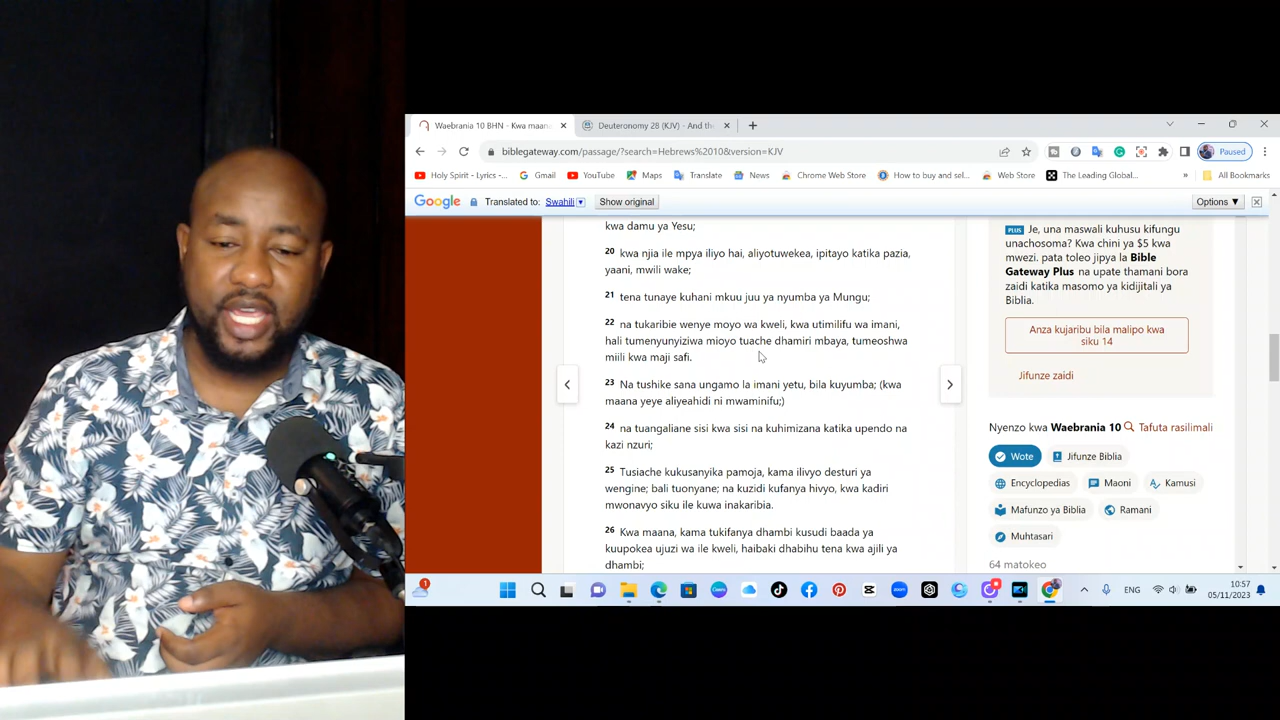 Waebrania 10 BHN - Kwa maana
Deuteronomy 28 (KJV) - And the
biblegateway.com/passage/?search=Hebrews%2010&version=KJV
Paused
Holy Spirit - Lyrics -...
Gmail
YouTube
Maps
Translate
News
Chrome Web Store
How to buy and sel...
Web Store
The Leading Global...
»
All Bookmarks
Google
Translated to: Swahili
Show original
Options ▼
kwa damu ya Yesu;
20 kwa njia ile mpya iliyo hai, aliyotuwekea, ipitayo katika pazia,
yaani, mwili wake;
21 tena tunaye kuhani mkuu juu ya nyumba ya Mungu;
22 na tukaribie wenye moyo wa kweli, kwa utimilifu wa imani,
hali tumenyunyiziwa mioyo tuache dhamiri mbaya, tumeoshwa
miili kwa maji safi.
23 Na tushike sana ungamo la imani yetu, bila kuyumba; (kwa
maana yeye aliyeahidi ni mwaminifu;)
24 na tuangaliane sisi kwa sisi na kuhimizana katika upendo na
kazi nzuri;
25 Tusiache kukusanyika pamoja, kama ilivyo desturi ya
wengine; bali tuonyane; na kuzidi kufanya hivyo, kwa kadiri
mwonavyo siku ile kuwa inakaribia.
26 Kwa maana, kama tukifanya dhambi kusudi baada ya
kuupokea ujuzi wa ile kweli, haibaki dhabihu tena kwa ajili ya
dhambi;
PLUS Je, una maswali kuhusu kifungu
unachosoma? Kwa chini ya $5 kwa
mwezi. pata toleo jipya la Bible
Gateway Plus na upate thamani bora
zaidi katika masomo ya kidijitali ya
Biblia.
Anza kujaribu bila malipo kwa
siku 14
Jifunze zaidi
Nyenzo kwa Waebrania 10
Tafuta rasilimali
Wote
Jifunze Biblia
Encyclopedias
Maoni
Kamusi
Mafunzo ya Biblia
Ramani
Muhtasari
64 matokeo
1
ENG
10:57
05/11/2023